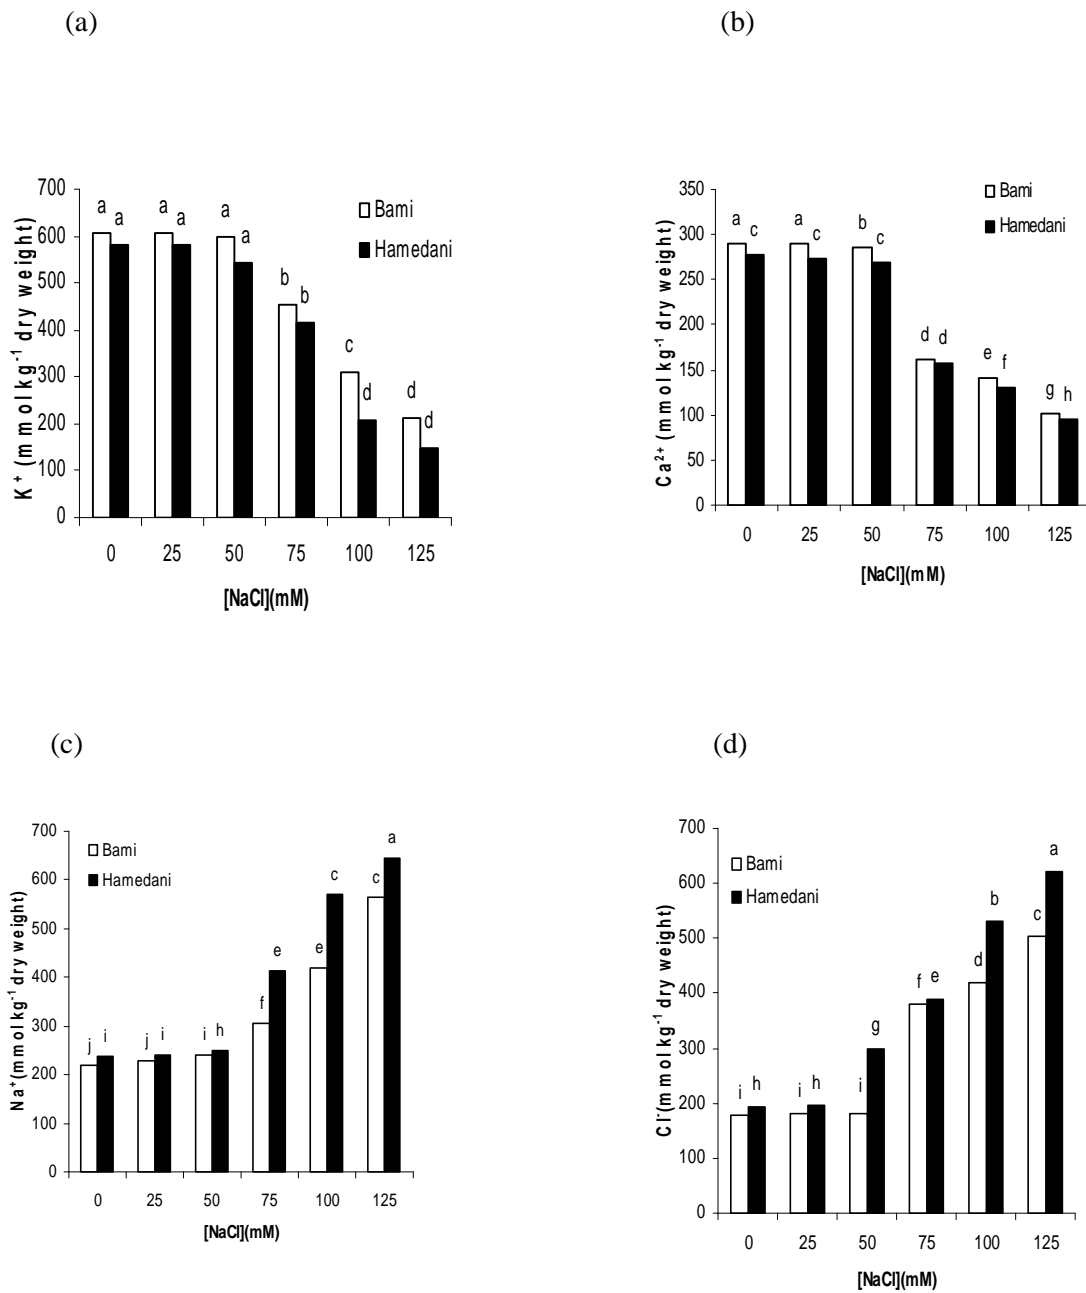 (a)
(b)
K⁺ (mmol kg⁻¹ dry weight)
700
600
500
400
300
200
100
0
a a a a a a b b c d d d
Bami
Hamedani
0 25 50 75 100 125
[NaCl](mM)
Ca²⁺ (mmol kg⁻¹ dry weight)
350
300
250
200
150
100
50
0
a c a c b c d d e f g h
Bami
Hamedani
0 25 50 75 100 125
[NaCl](mM)
(c)
(d)
Na⁺(mmol kg⁻¹ dry weight)
700
600
500
400
300
200
100
0
j i j i i h f e e c c a
Bami
Hamedani
0 25 50 75 100 125
[NaCl](mM)
Cl⁻(mmol kg⁻¹ dry weight)
700
600
500
400
300
200
100
0
i h i h i g f e d b c a
Bami
Hamedani
0 25 50 75 100 125
[NaCl](mM)